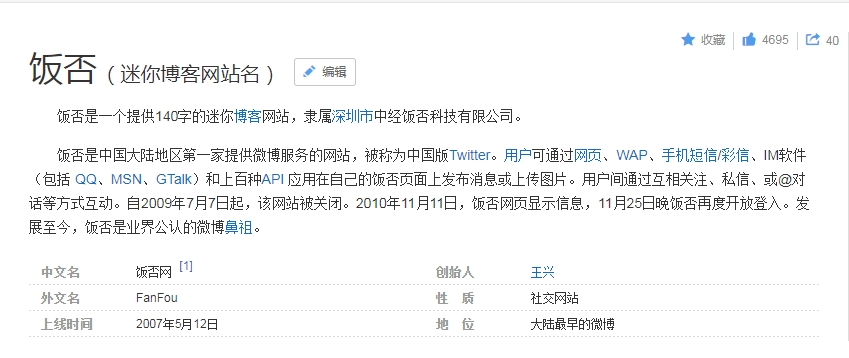 收藏 4695 40
饭否（迷你博客网站名） 编辑
饭否是一个提供140字的迷你博客网站，隶属深圳市中经饭否科技有限公司。
饭否是中国大陆地区第一家提供微博服务的网站，被称为中国版Twitter。用户可通过网页、WAP、手机短信/彩信、IM软件
（包括 QQ、MSN、GTalk）和上百种API 应用在自己的饭否页面上发布消息或上传图片。用户间通过互相关注、私信、或@对
话等方式互动。自2009年7月7日起，该网站被关闭。2010年11月11日，饭否网页显示信息，11月25日晚饭否再度开放登入。发
展至今，饭否是业界公认的微博鼻祖。
中文名 饭否网 [1] 创始人 王兴
外文名 FanFou 性 质 社交网站
上线时间 2007年5月12日 地 位 大陆最早的微博